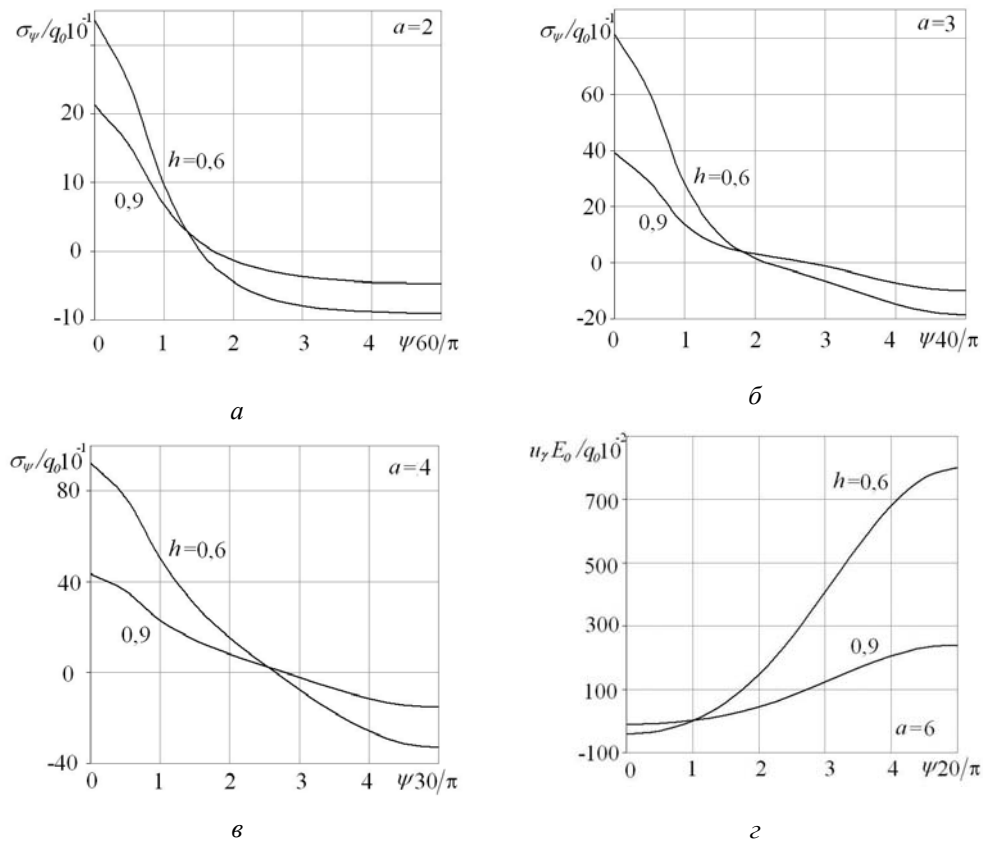 σψ/q₀10⁻¹
a=2
20
h=0,6
10
0,9
0
-10
0 1 2 3 4 ψ60/π
а
σψ/q₀10⁻¹
a=3
60
40
h=0,6
20
0,9
0
-20
0 1 2 3 4 ψ40/π
б
σψ/q₀10⁻¹
a=4
80
h=0,6
40
0,9
0
-40
0 1 2 3 4 ψ30/π
в
uᵧE₀/q₀10⁻²
700
h=0,6
500
300
0,9
100
a=6
-100
0 1 2 3 4 ψ20/π
г